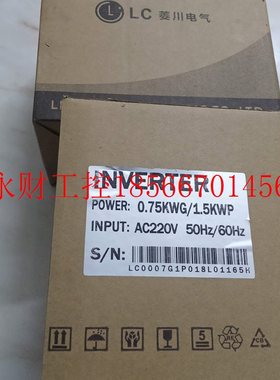 LC 菱川电气
永财工控18566701456
INVERTER
POWER: 0.75KWG/1.5KWP
INPUT: AC220V 50Hz/60Hz
S/N:
LC0007G1P018L01165H
5